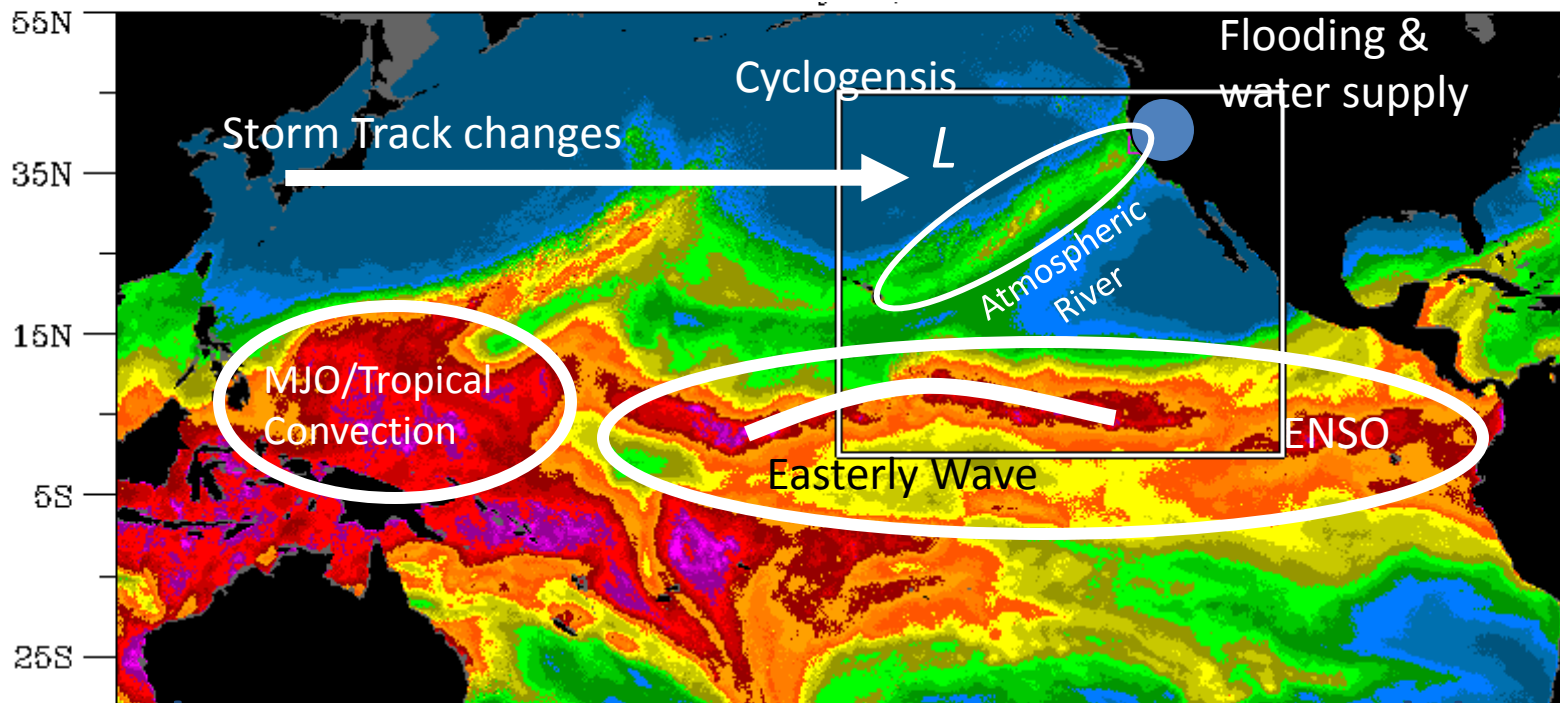 55N
Flooding &
water supply
Cyclogensis
Storm Track changes
L
35N
Atmospheric
River
15N
MJO/Tropical
Convection
ENSO
Easterly Wave
5S
25S